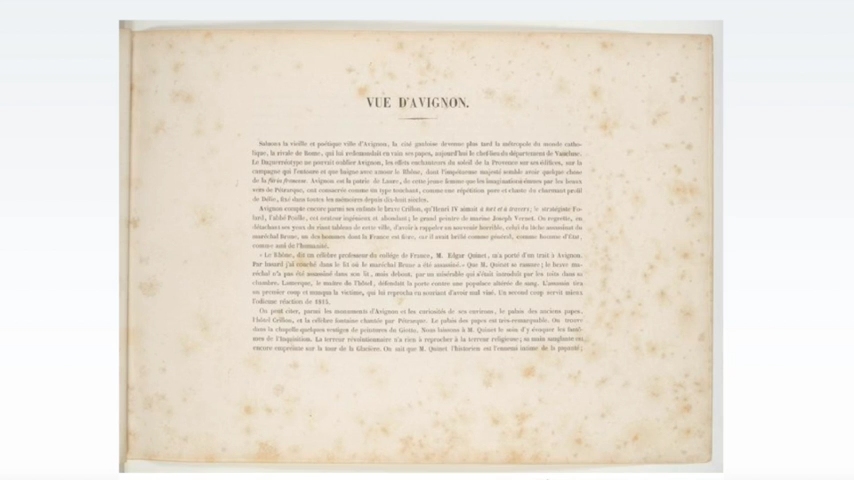 VUE D'AVIGNON.
Saluons la vieille et poétique ville d'Avignon, la cité gauloise devenue plus tard la métropole du monde catho-
lique, la rivale de Rome, qui lui redemandait en vain ses papes, aujourd'hui le chef-lieu du département de Vaucluse.
Le Daguerréotype ne pouvait oublier Avignon, les effets enchanteurs du soleil de la Provence sur ses édifices, sur la
campagne qui l'entoure et que baigne avec amour le Rhône, dont l'impétueuse majesté semble avoir quelque chose
de la Avignon est la patrie de Laure, de cette jeune femme que les imaginations émues par les beaux
vers de Pétrarque, ont consacrée comme un type touchant, comme une répétition pure et chaste du charmant profil
de Délie, fixé dans toutes les mémoires depuis dix-huit siècles.
Avignon compte encore parmi ses enfants le brave Crillon, qu'Henri IV aimait à tort et à travers, le stratégiste Fo-
lard, l'abbé Poulle, cet orateur ingénieux et abondant; le grand peintre de marine Joseph Vernet. On regrette, en
détachant ses yeux du riant tableau de cette ville, d'avoir à rappeler un souvenir horrible, celui du lâche assassinat du
maréchal Brune, un des hommes dont la France est fière, car il avait brillé comme général, comme homme d'État,
comme ami de l'humanité.
« Le Rhône, dit un célèbre professeur du collège de France, M. Edgar Quinet, m'a porté d'un trait à Avignon.
Par hasard j'ai couché dans le lit où le maréchal Brune a été assassiné. » Que M. Quinet se rassure; le brave ma-
réchal n'a pas été assassiné dans son lit, mais debout, par un misérable qui s'était introduit par les toits dans sa
chambre. Lamoreque, le maître de l'hôtel, défendait la porte contre une populace altérée de sang. L'assassin tira
un premier coup et manqua la victime, qui lui reprocha en souriant d'avoir mal visé. Un second coup servit mieux
l'odieuse réaction de 1815.
On peut citer, parmi les monuments d'Avignon et les curiosités de ses environs, le palais des anciens papes,
l'hôtel Crillon, et la célèbre fontaine chantée par Pétrarque. Le palais des papes est très-remarquable. On trouve
dans la chapelle quelques vestiges de peintures du Giotto. Nous laissons à M. Quinet le soin d'y évoquer les fantô-
mes de l'Inquisition. La terreur révolutionnaire n'a rien à reprocher à la terreur religieuse; sa main sanglante est
encore empreinte sur la tour de la Glacière. On sait que M. Quinet l'historien est l'ennemi intime de la papauté;